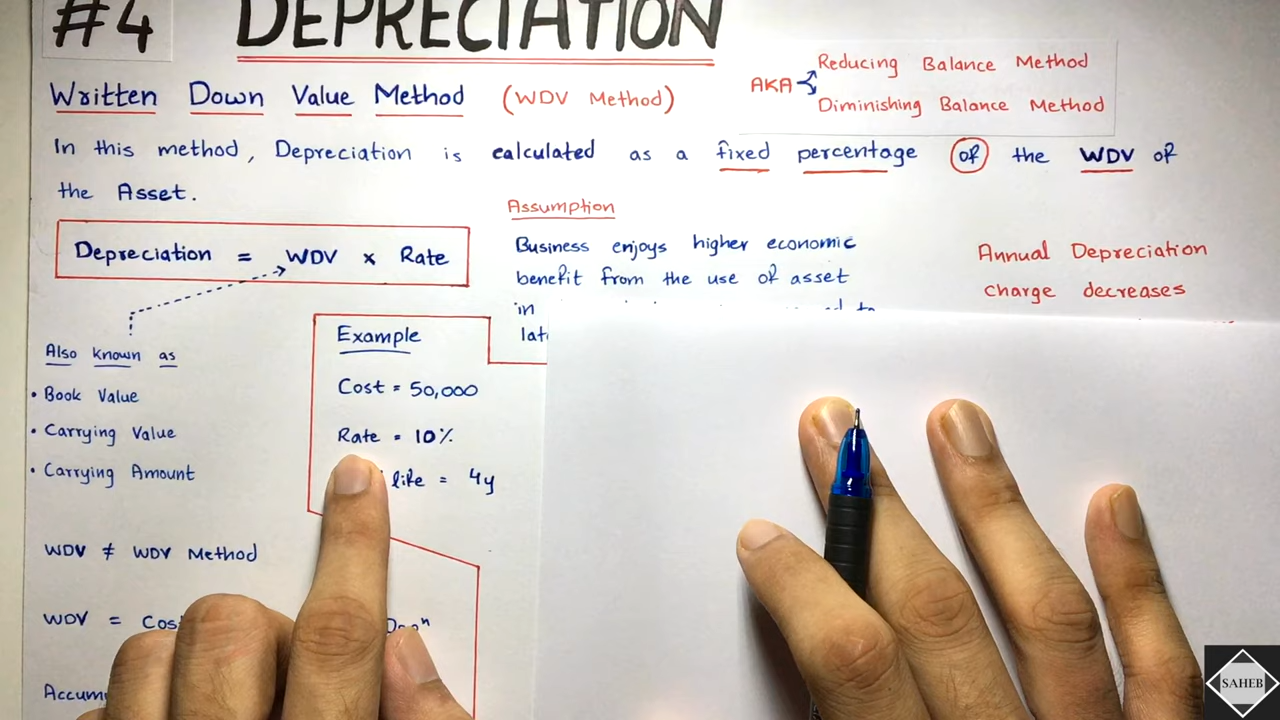 #4 DEPRECIATION
Written Down Value Method (WDV Method)
AKA
Reducing Balance Method
Diminishing Balance Method
In this method, Depreciation is calculated as a fixed percentage of the WDV of
the Asset.
Depreciation = WDV x Rate
Also known as
• Book Value
• Carrying Value
• Carrying Amount
WDV ≠ WDV Method
WDV =
Assumption
Business enjoys higher economic
benefit from the use of asset
in
Annual Depreciation
charge decreases
Example
Cost = 50,000
Rate = 10%
life = 4y
SAHEB